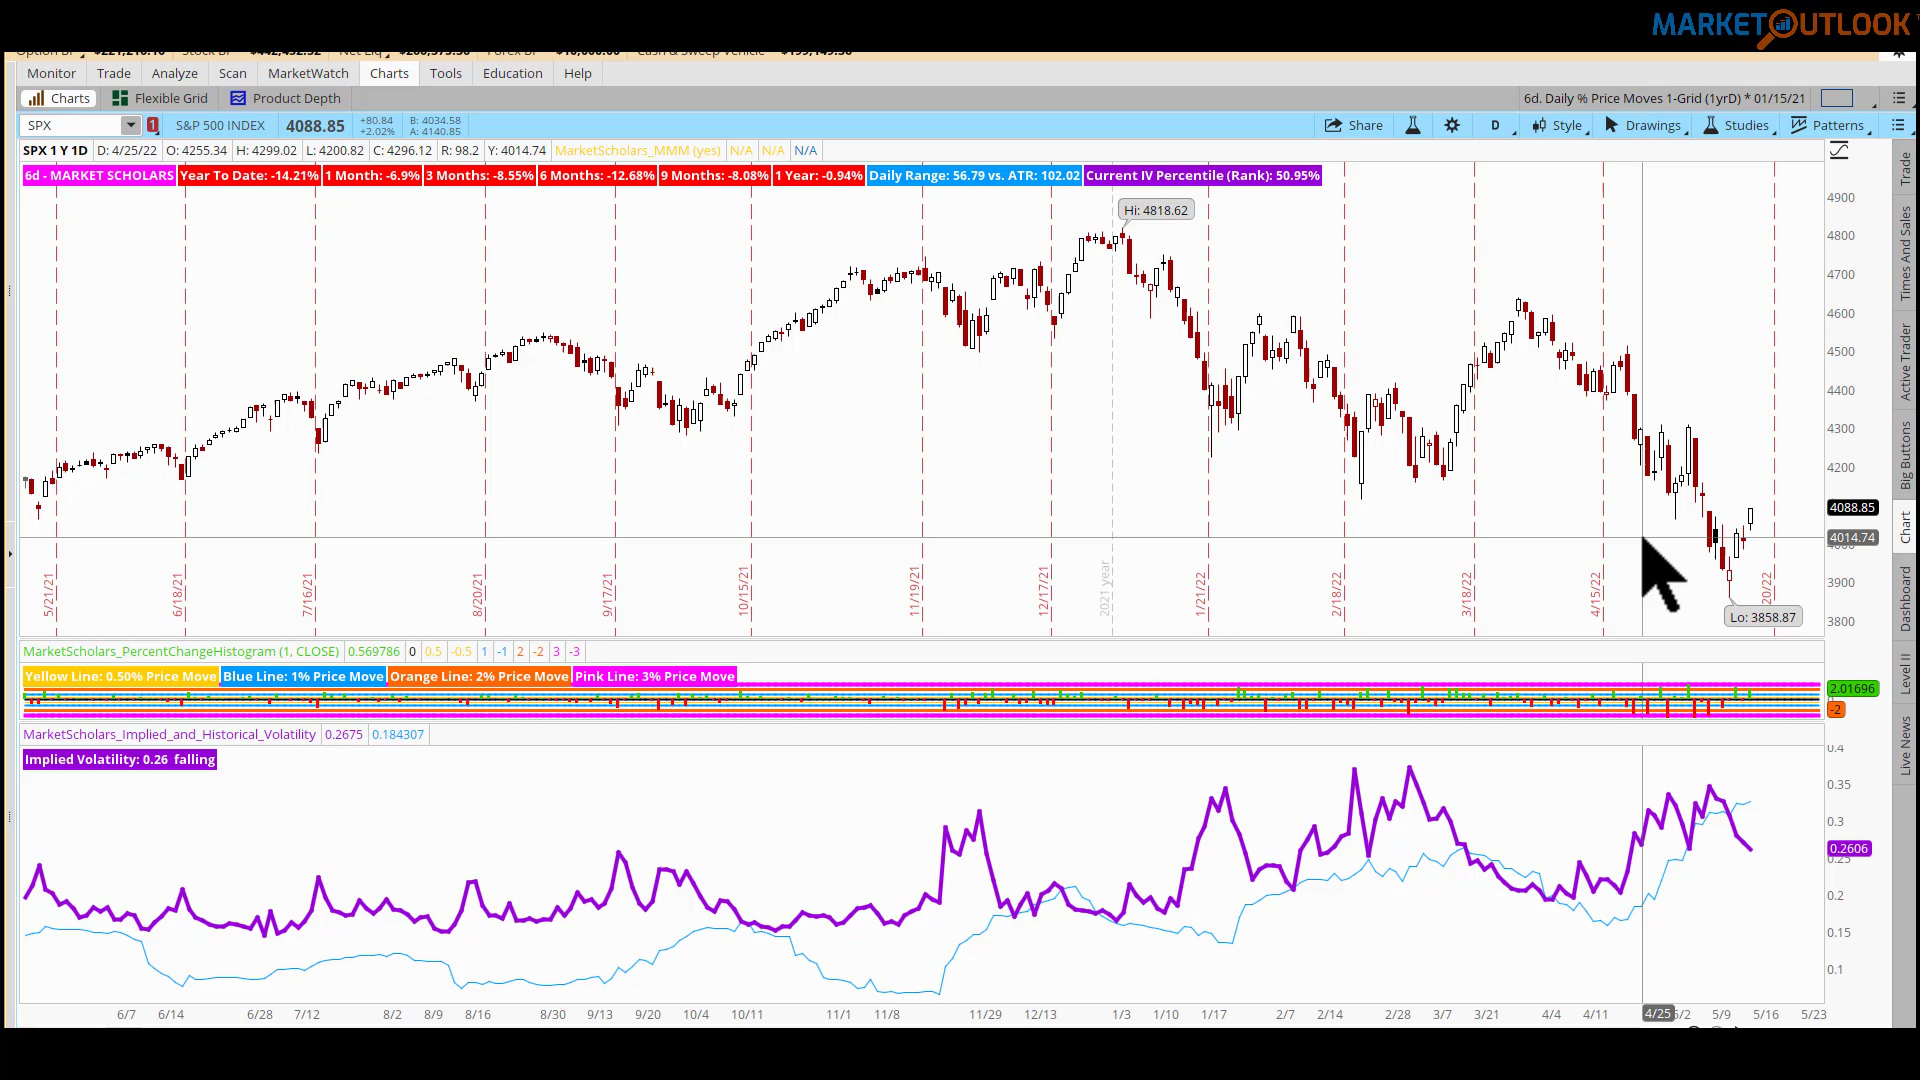 MARKETOUTLOOK
Monitor Trade Analyze Scan MarketWatch Charts Tools Education Help
Charts Flexible Grid Product Depth 6d. Daily % Price Moves 1-Grid (1yrD) * 01/15/21
SPX 1 S&P 500 INDEX 4088.85 +80.84 +2.02% B: 4034.58 A: 4140.85 Share D Style Drawings Studies Patterns
SPX 1 Y 1D D: 4/25/22 O: 4255.34 H: 4299.02 L: 4200.82 C: 4296.12 R: 98.2 Y: 4014.74 MarketScholars_MMM (yes) N/A N/A N/A
6d - MARKET SCHOLARS Year To Date: -14.21% 1 Month: -6.9% 3 Months: -8.55% 6 Months: -12.68% 9 Months: -8.08% 1 Year: -0.94% Daily Range: 56.79 vs. ATR: 102.02 Current IV Percentile (Rank): 50.95%
Hi: 4818.62
4900
4800
4700
4600
4500
4400
4300
4200
4088.85
4014.74
3900
3800
Lo: 3858.87
5/21/21 6/18/21 7/16/21 8/20/21 9/17/21 10/15/21 11/19/21 12/17/21 2021 year 1/21/22 2/18/22 3/18/22 4/15/22 20/22
MarketScholars_PercentChangeHistogram (1, CLOSE) 0.569786 0 0.5 -0.5 1 -1 2 -2 3 -3
Yellow Line: 0.50% Price Move Blue Line: 1% Price Move Orange Line: 2% Price Move Pink Line: 3% Price Move
2.01696
-2
MarketScholars_Implied_and_Historical_Volatility 0.2675 0.184307
Implied Volatility: 0.26 falling
0.4
0.35
0.3
0.2606
0.25
0.2
0.15
0.1
6/7 6/14 6/28 7/12 8/2 8/9 8/16 8/30 9/13 9/20 10/4 10/11 11/1 11/8 11/29 12/13 1/3 1/10 1/17 2/7 2/14 2/28 3/7 3/21 4/4 4/11 4/25 5/2 5/9 5/16 5/23
Trade
Times And Sales
Active Trader
Big Buttons
Chart
Dashboard
Level II
Live News